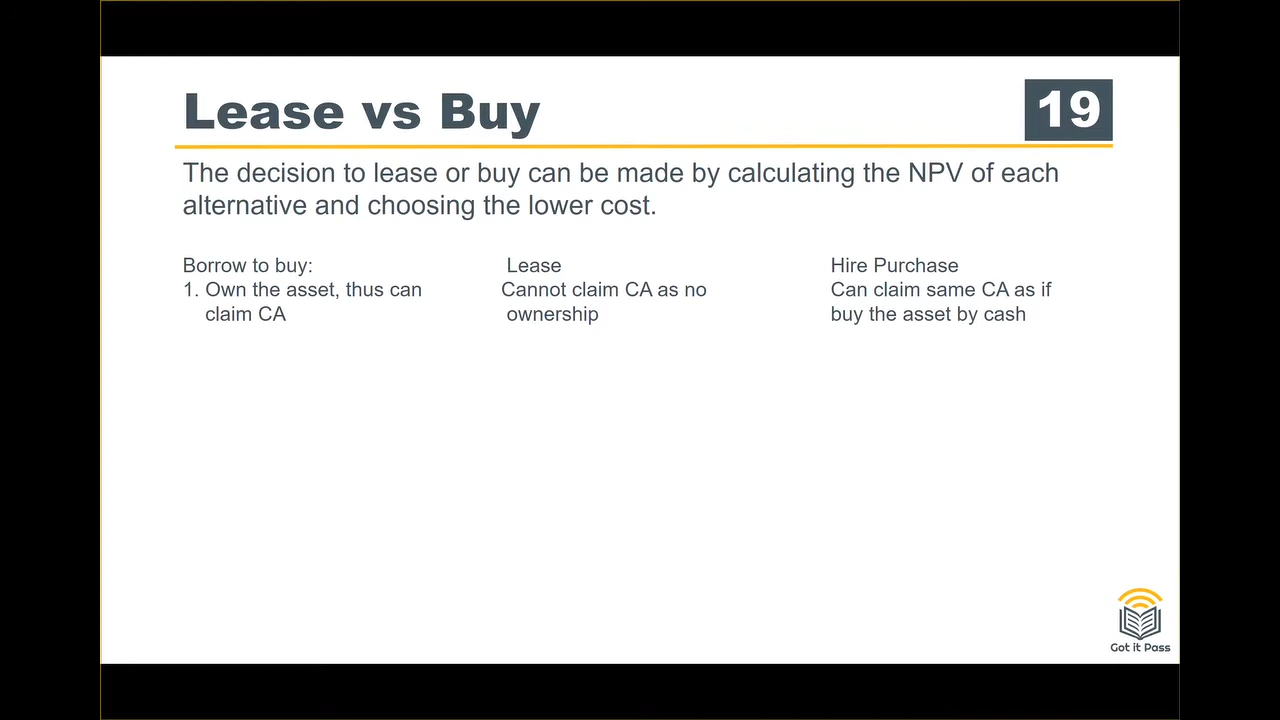 Lease vs Buy
19
The decision to lease or buy can be made by calculating the NPV of each
alternative and choosing the lower cost.
Borrow to buy:
1. Own the asset, thus can
claim CA
Lease
Cannot claim CA as no
ownership
Hire Purchase
Can claim same CA as if
buy the asset by cash
Got it Pass